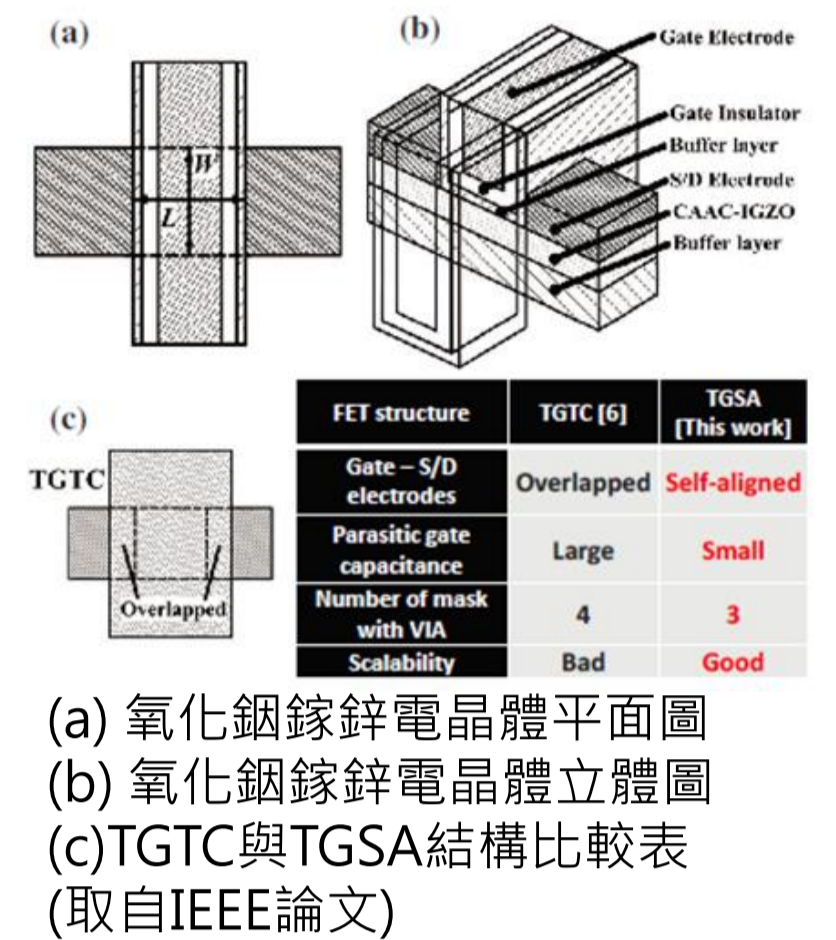 (a)
W
L
(b)
Gate Electrode
Gate Insulator
Buffer layer
S/D Electrode
CAAC-IGZO
Buffer layer
(c)
TGTC
Overlapped
FET structure TGTC [6] TGSA
[This work]
Gate – S/D
electrodes Overlapped Self-aligned
Parasitic gate
capacitance Large Small
Number of mask
with VIA 4 3
Scalability Bad Good
(a) 氧化銦鎵鋅電晶體平面圖
(b) 氧化銦鎵鋅電晶體立體圖
(c)TGTC與TGSA結構比較表
(取自IEEE論文)